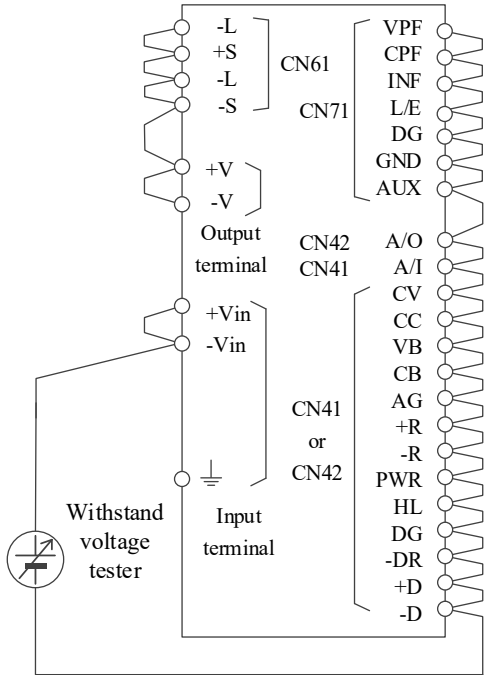 -L
+S
-L
-S
CN61
+V
-V
Output
terminal
+Vin
-Vin
Input
terminal
Withstand
voltage
tester
CN71
VPF
CPF
INF
L/E
DG
GND
AUX
CN42
CN41
A/O
A/I
CN41
or
CN42
CV
CC
VB
CB
AG
+R
-R
PWR
HL
DG
-DR
+D
-D